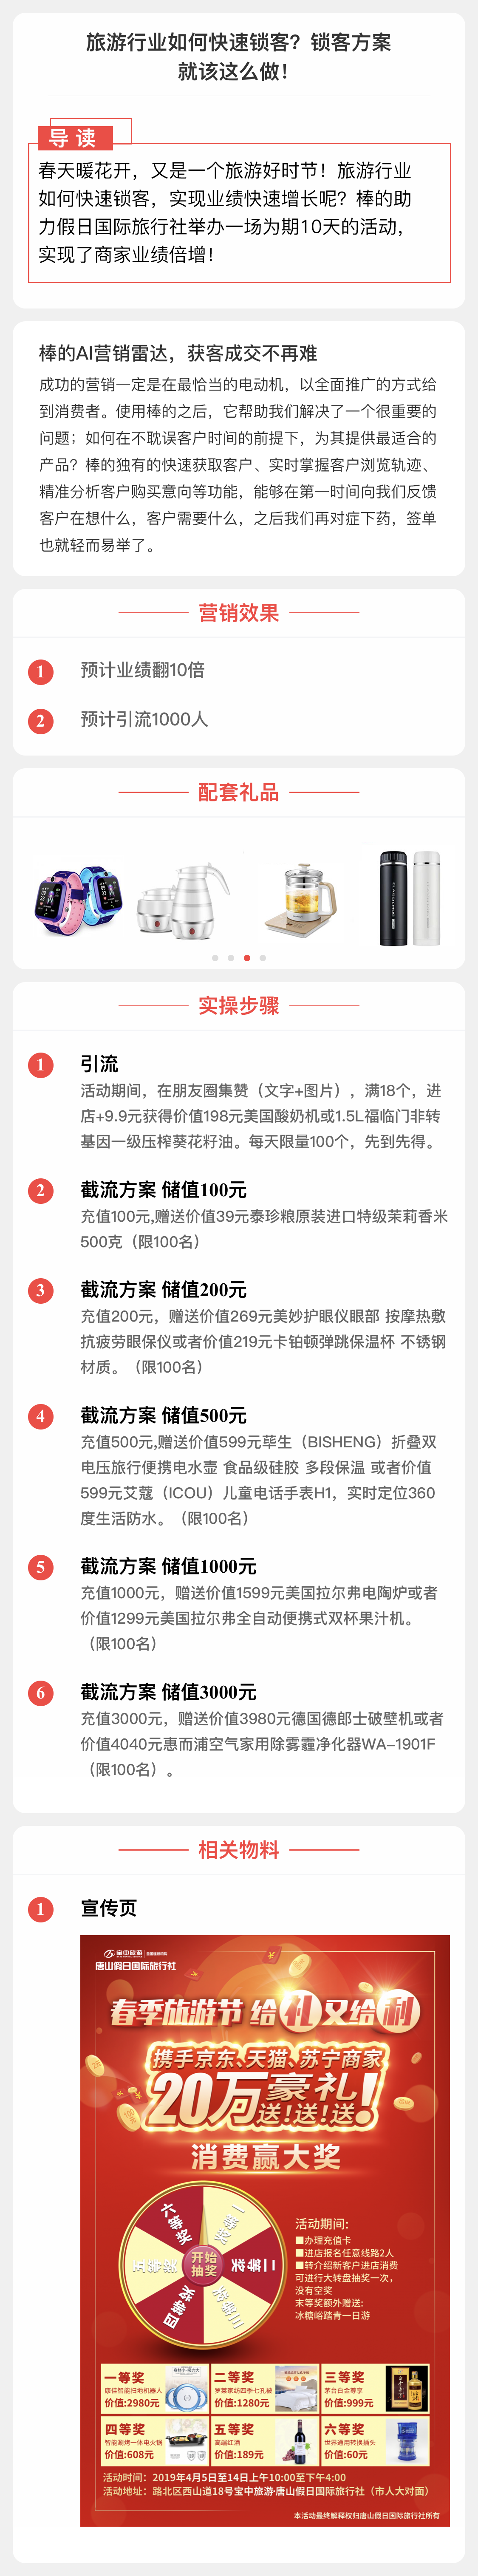 旅游行业如何快速锁客？锁客方案
就该这么做！
导读
春天暖花开，又是一个旅游好时节！旅游行业
如何快速锁客，实现业绩快速增长呢？棒的助
力假日国际旅行社举办一场为期10天的活动，
实现了商家业绩倍增！
棒的AI营销雷达，获客成交不再难
成功的营销一定是在最恰当的电动机，以全面推广的方式给
到消费者。使用棒的之后，它帮助我们解决了一个很重要的
问题；如何在不耽误客户时间的前提下，为其提供最适合的
产品？棒的独有的快速获取客户、实时掌握客户浏览轨迹、
精准分析客户购买意向等功能，能够在第一时间向我们反馈
客户在想什么，客户需要什么，之后我们再对症下药，签单
也就轻而易举了。
营销效果
1 预计业绩翻10倍
2 预计引流1000人
配套礼品
实操步骤
1 引流
活动期间，在朋友圈集赞（文字+图片），满18个，进
店+9.9元获得价值198元美国酸奶机或1.5L福临门非转
基因一级压榨葵花籽油。每天限量100个，先到先得。
2 截流方案 储值100元
充值100元,赠送价值39元泰珍粮原装进口特级茉莉香米
500克（限100名）
3 截流方案 储值200元
充值200元，赠送价值269元美妙护眼仪眼部 按摩热敷
抗疲劳眼保仪或者价值219元卡铂顿弹跳保温杯 不锈钢
材质。（限100名）
4 截流方案 储值500元
充值500元,赠送价值599元荜生（BISHENG）折叠双
电压旅行便携电水壶 食品级硅胶 多段保温 或者价值
599元艾蔻（ICOU）儿童电话手表H1，实时定位360
度生活防水。（限100名）
5 截流方案 储值1000元
充值1000元，赠送价值1599元美国拉尔弗电陶炉或者
价值1299元美国拉尔弗全自动便携式双杯果汁机。
（限100名）
6 截流方案 储值3000元
充值3000元，赠送价值3980元德国德郎士破壁机或者
价值4040元惠而浦空气家用除雾霾净化器WA-1901F
（限100名）。
相关物料
1 宣传页
宝中旅游
唐山假日国际旅行社
春季旅游节 给礼又给利
携手京东、天猫、苏宁商家
20万豪礼！
送！送！送！
消费赢大奖
一等奖
二等奖
三等奖
四等奖
五等奖
六等奖
开始
抽奖
活动期间:
■办理充值卡
■进店报名任意线路2人
■转介绍新客户进店消费
可进行大转盘抽奖一次，
没有空奖
末等奖额外赠送:
冰糖峪踏青一日游
一等奖
康佳智能扫地机器人
价值:2980元
二等奖
罗莱家纺四季七孔被
价值:1280元
三等奖
茅台白金尊享
价值:999元
四等奖
智能涮烤一体电火锅
价值:608元
五等奖
高端红酒
价值:189元
六等奖
世界通用转换插头
价值:60元
活动时间：2019年4月5日至14日上午10:00至下午4:00
活动地址：路北区西山道18号宝中旅游·唐山假日国际旅行社（市人大对面）
本活动最终解释权归唐山假日国际旅行社所有